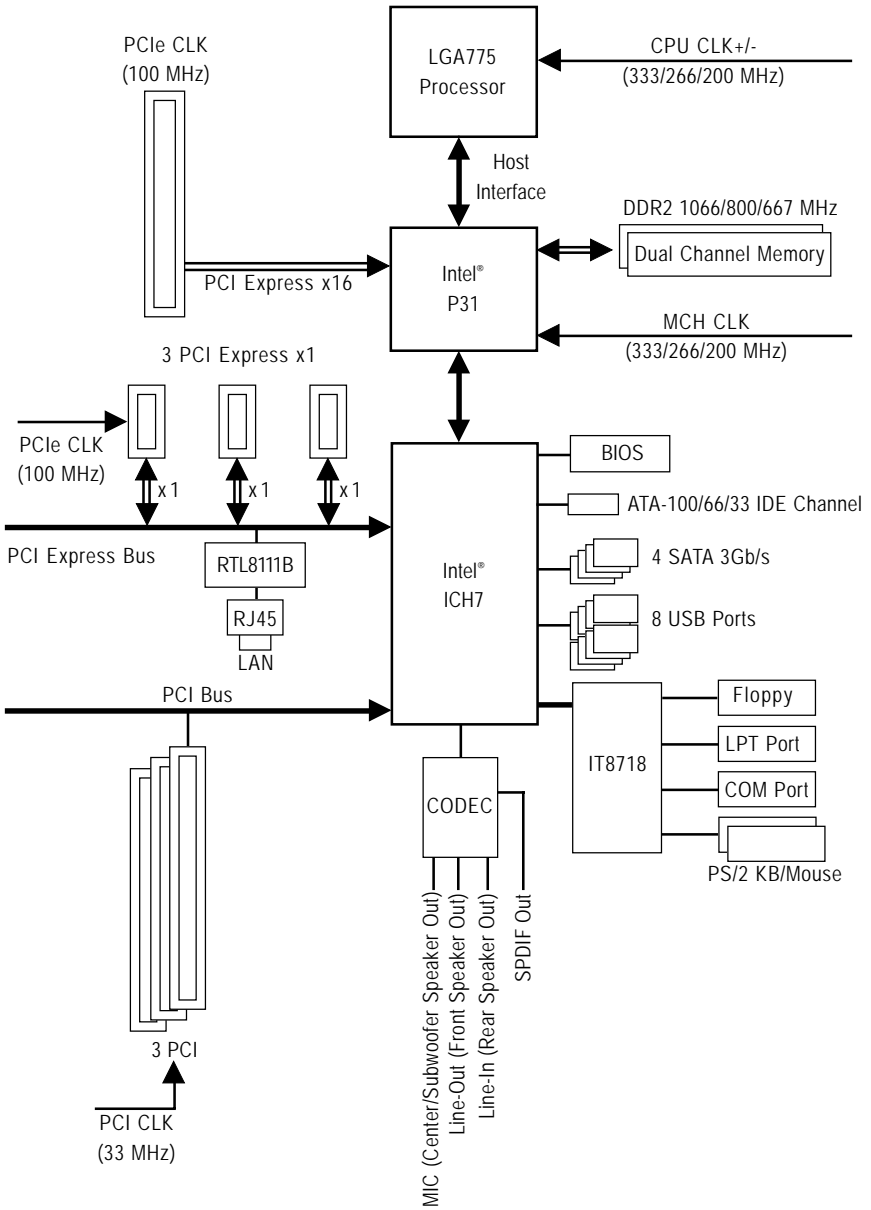 PCIe CLK
(100 MHz)
LGA775
Processor
CPU CLK+/-
(333/266/200 MHz)
Host
Interface
DDR2 1066/800/667 MHz
Dual Channel Memory
PCI Express x16
Intel®
P31
MCH CLK
(333/266/200 MHz)
3 PCI Express x1
PCIe CLK
(100 MHz)
x1
x1
x1
PCI Express Bus
RTL8111B
RJ45
LAN
Intel®
ICH7
BIOS
ATA-100/66/33 IDE Channel
4 SATA 3Gb/s
8 USB Ports
PCI Bus
IT8718
Floppy
LPT Port
COM Port
PS/2 KB/Mouse
CODEC
MIC (Center/Subwoofer Speaker Out)
Line-Out (Front Speaker Out)
Line-In (Rear Speaker Out)
SPDIF Out
3 PCI
PCI CLK
(33 MHz)